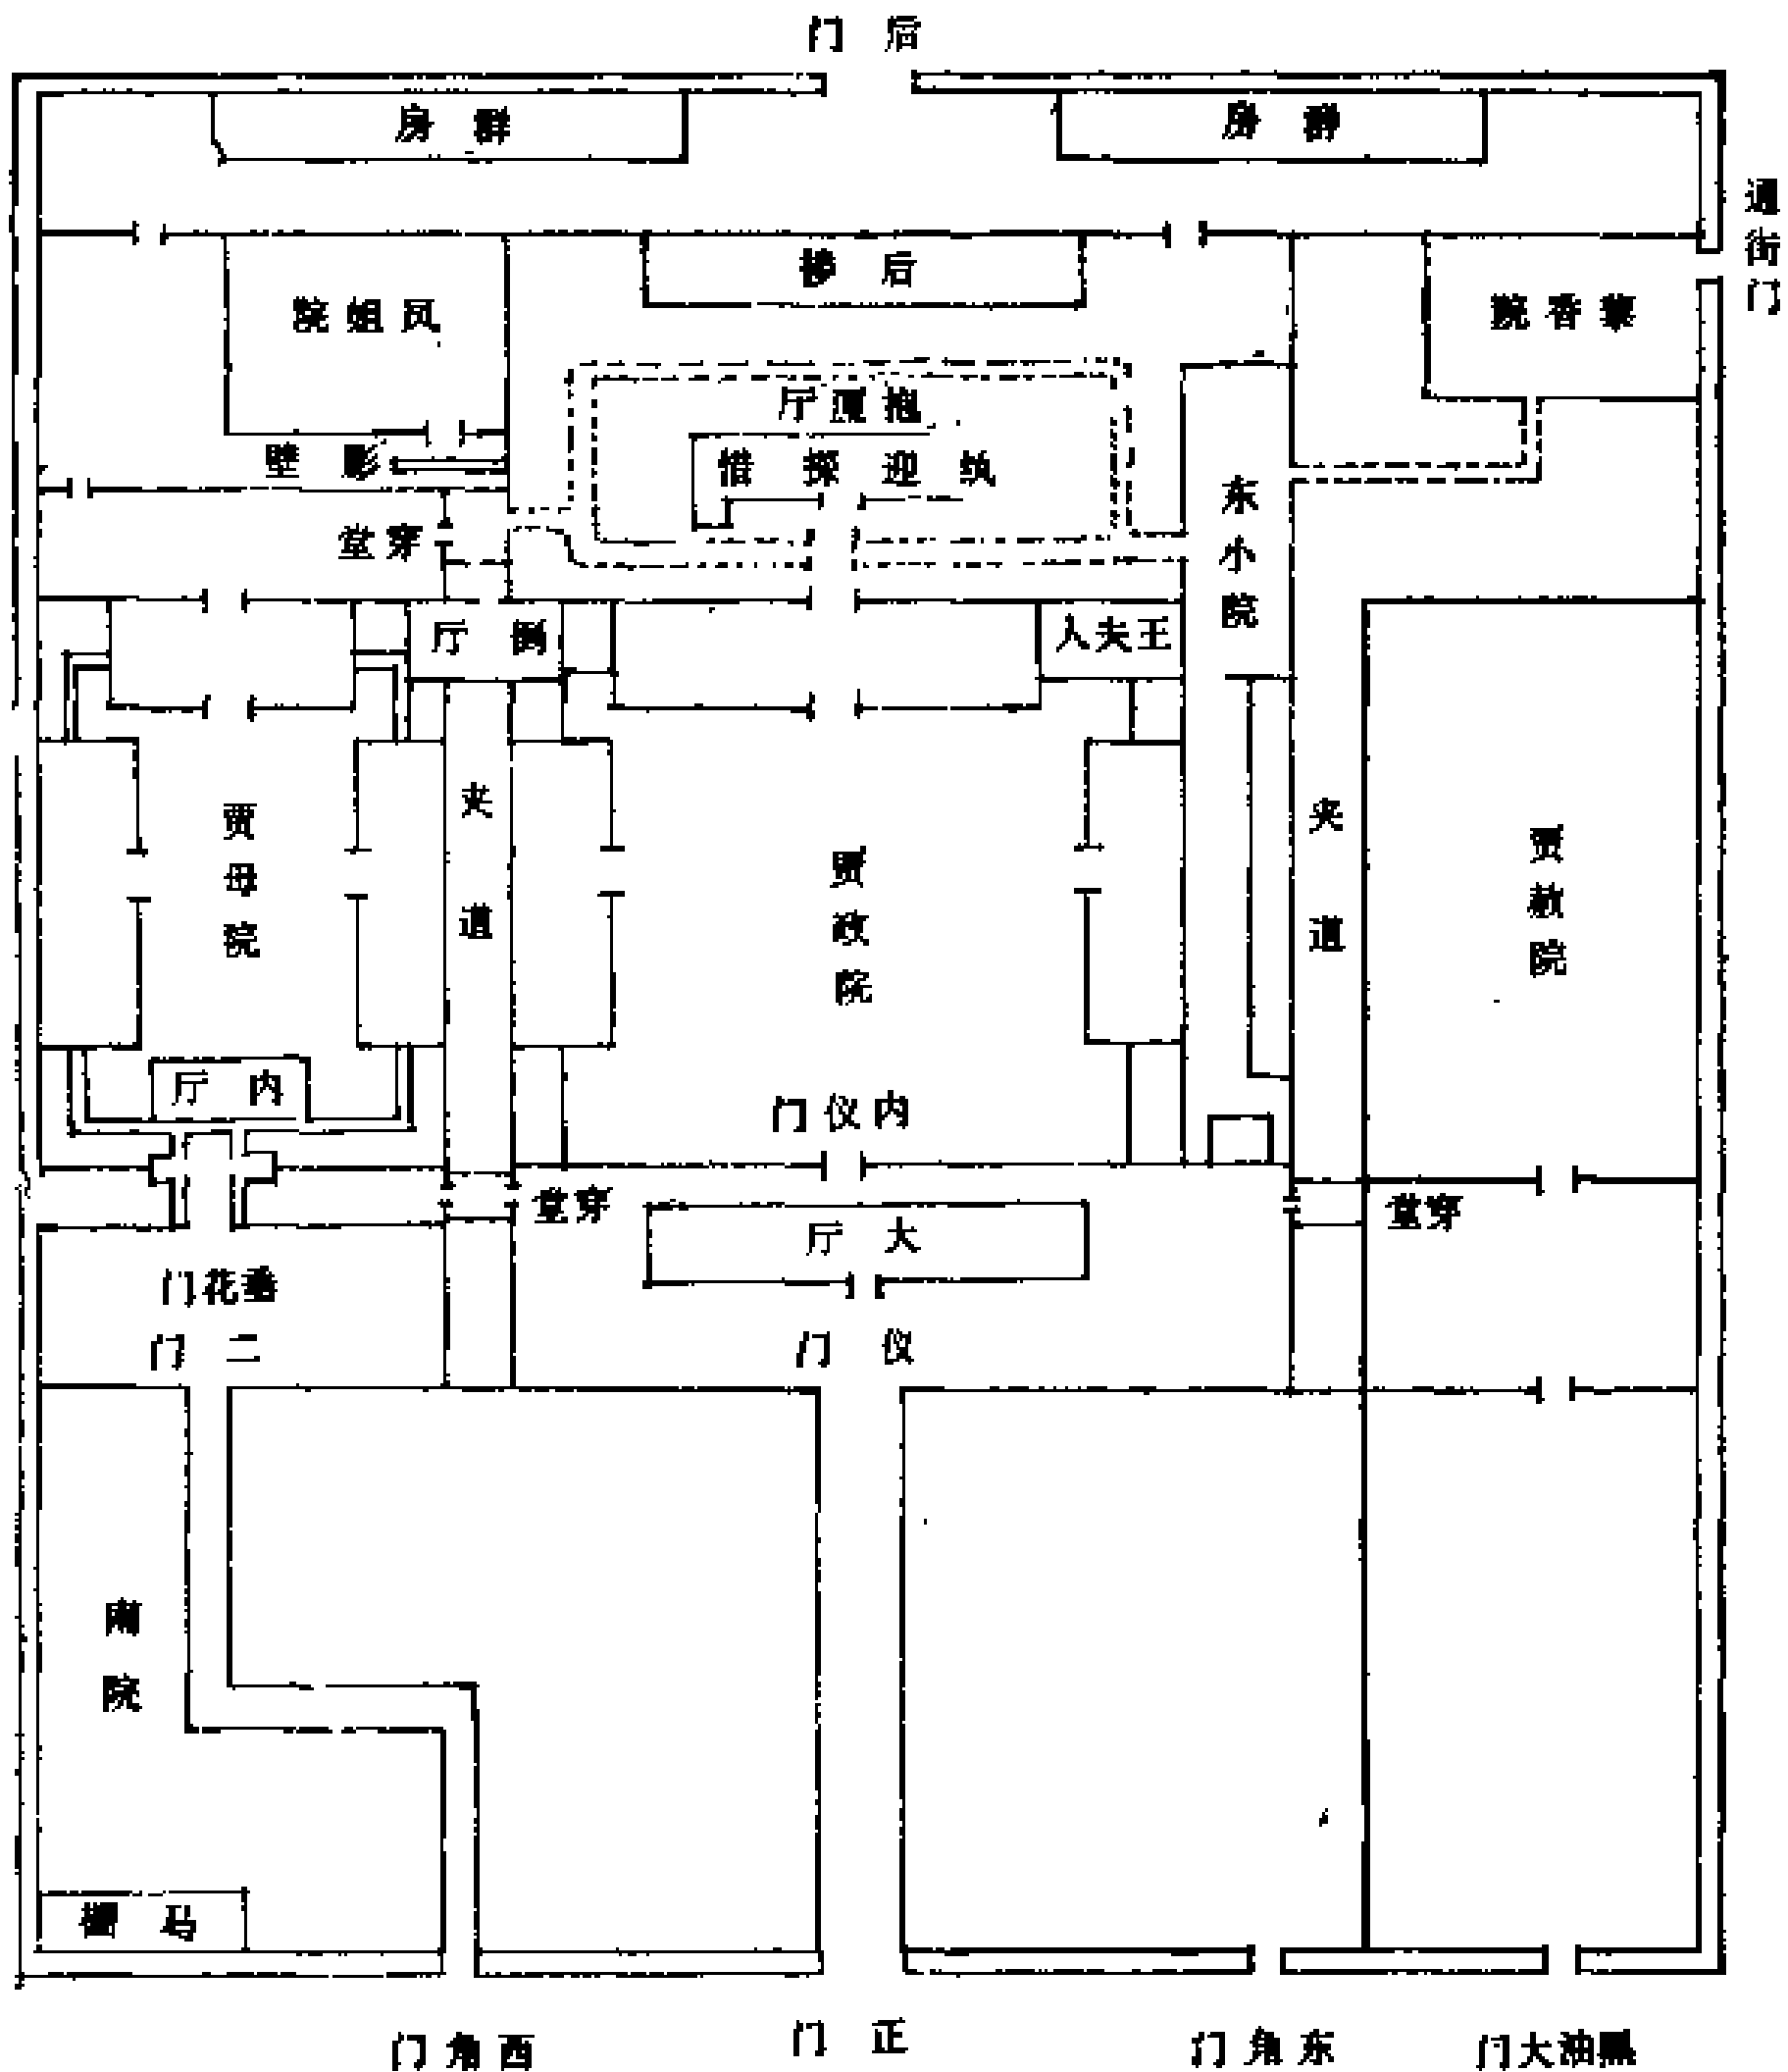 后门
群房
群房
通街门
后楼
凤姐院
梨香院
抱厦厅
纨迎探惜
影壁
东小院
穿堂
侧厅
王夫人
贾母院
夹道
贾政院
夹道
贾赦院
内厅
内仪门
穿堂
大厅
穿堂
垂花门
二门
仪门
南院
马棚
西角门
正门
东角门
黑油大门